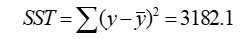 SST = ∑(y − ȳ)² = 3182.1